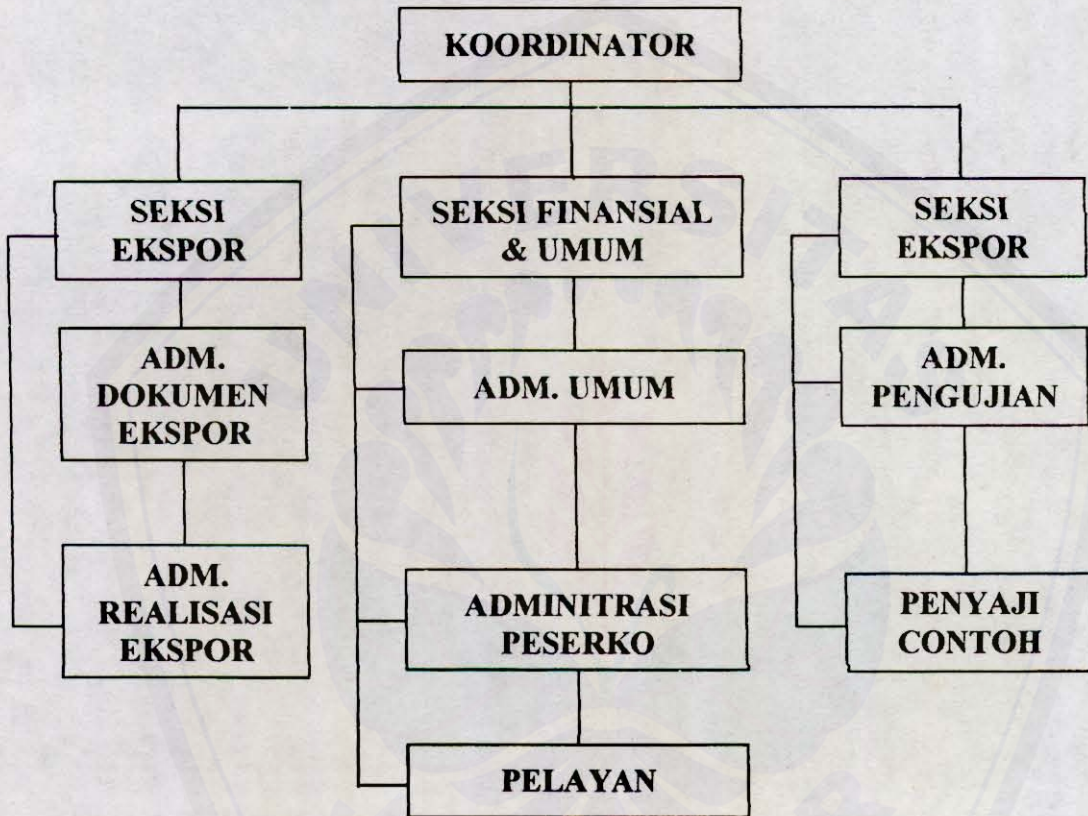 KOORDINATOR
SEKSI
EKSPOR
SEKSI FINANSIAL
& UMUM
SEKSI
EKSPOR
ADM.
DOKUMEN
EKSPOR
ADM. UMUM
ADM.
PENGUJIAN
ADM.
REALISASI
EKSPOR
ADMINITRASI
PESERKO
PENYAJI
CONTOH
PELAYAN
UNIVERSITAS